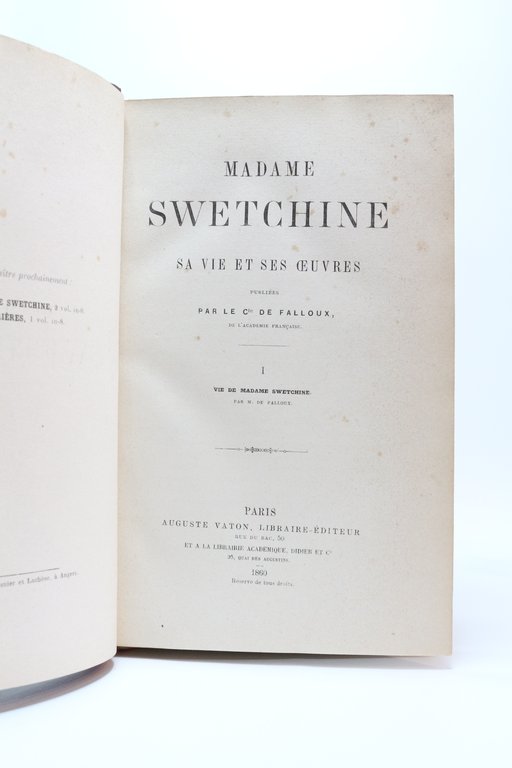 aître prochainement :
E SWETCHINE, 2 vol. in-8.
IÈRES, 1 vol. in-8.
et Lachèse, à Angers.
MADAME
SWETCHINE
SA VIE ET SES ŒUVRES
PUBLIÉES
PAR LE Cte DE FALLOUX,
DE L'ACADÉMIE FRANÇAISE.
I
VIE DE MADAME SWETCHINE.
PAR M. DE FALLOUX.
PARIS
AUGUSTE VATON, LIBRAIRE-ÉDITEUR
RUE DU BAC, 50
ET A LA LIBRAIRIE ACADÉMIQUE, DIDIER ET Ce
35, QUAI DES AUGUSTINS.
1860
Réserve de tous droits.